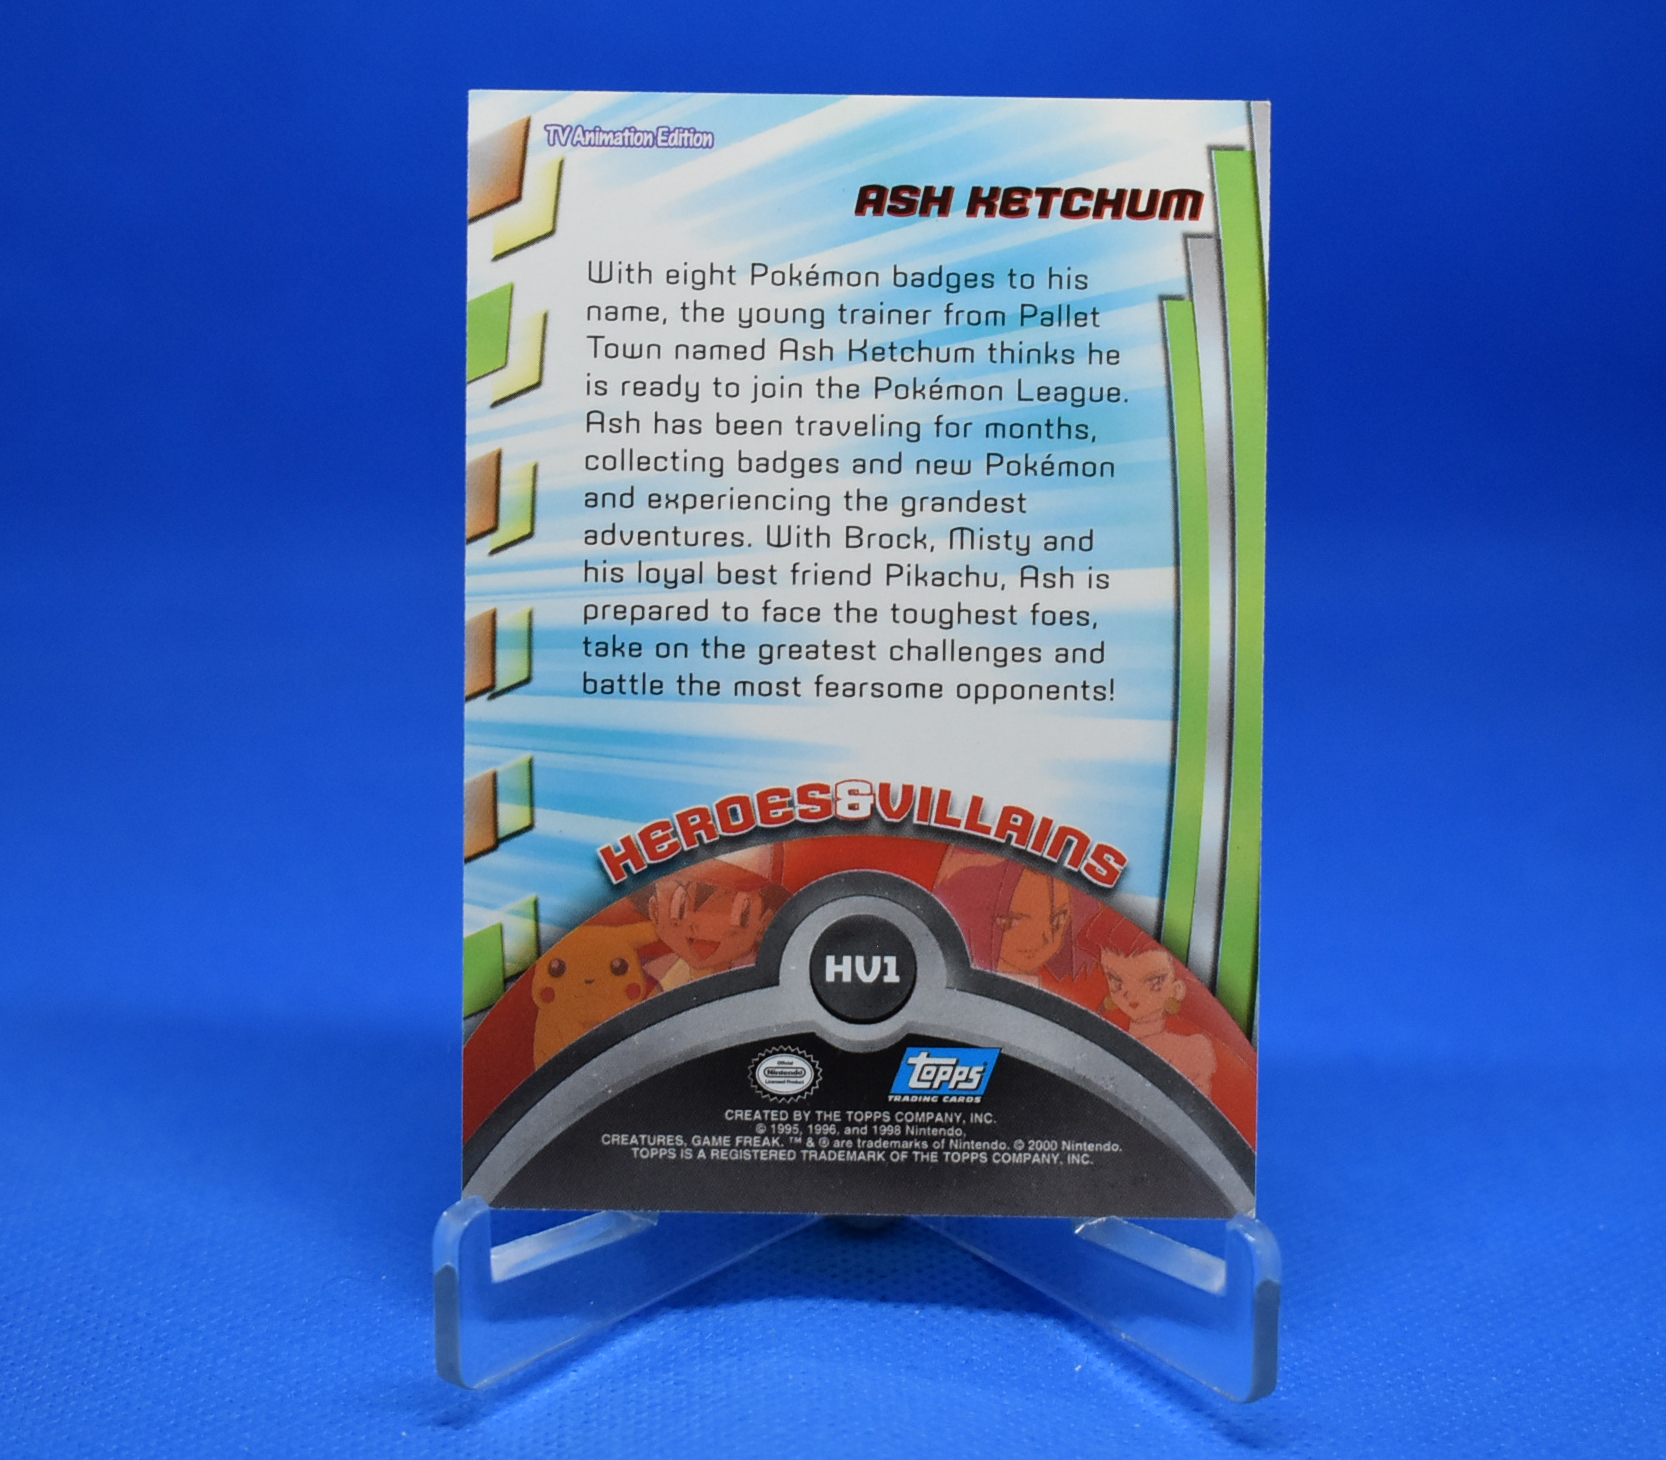 TV Animation Edition
ASH KETCHUM
With eight Pokémon badges to his
name, the young trainer from Pallet
Town named Ash Ketchum thinks he
is ready to join the Pokémon League.
Ash has been traveling for months,
collecting badges and new Pokémon
and experiencing the grandest
adventures. With Brock, Misty and
his loyal best friend Pikachu, Ash is
prepared to face the toughest foes,
take on the greatest challenges and
battle the most fearsome opponents!
HEROES&VILLAINS
HV1
Official
Nintendo
Licensed Product
TOPPS
TRADING CARDS
CREATED BY THE TOPPS COMPANY, INC.
© 1995, 1996, and 1998 Nintendo,
CREATURES, GAME FREAK. ™ & ® are trademarks of Nintendo. © 2000 Nintendo.
TOPPS IS A REGISTERED TRADEMARK OF THE TOPPS COMPANY, INC.